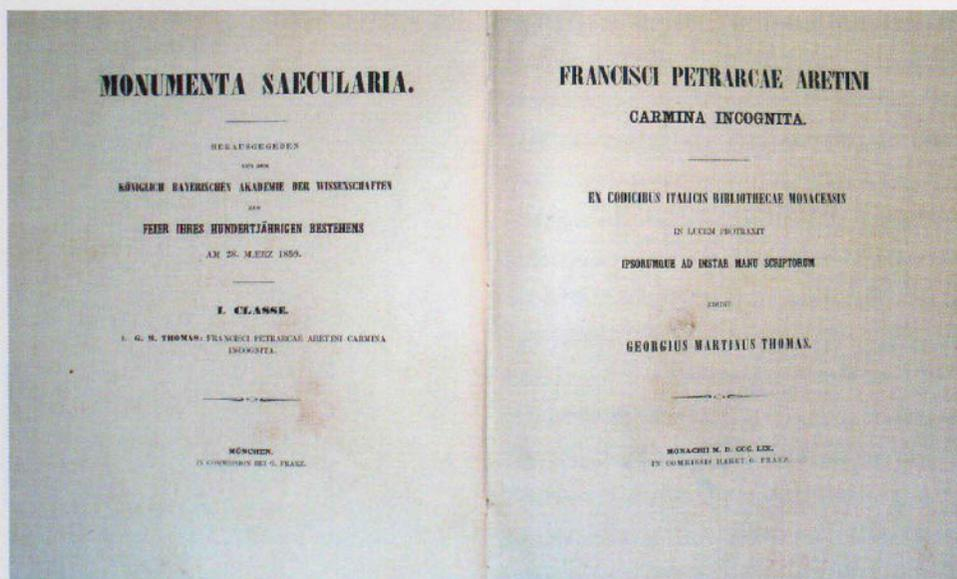 MONUMENTA SAECULARIA.
HERAUSGEGEBEN
VON DER
KÖNIGLICH BAYERISCHEN AKADEMIE DER WISSENSCHAFTEN
ZUR
FEIER IHRES HUNDERTJÄHRIGEN BESTEHENS
AM 28. MÆRZ 1859.
I. CLASSE.
1. G. M. THOMAS: FRANCISCI PETRARCAE ARETINI CARMINA
INCOGNITA.
MÜNCHEN.
IN COMMISSION BEI G. FRANZ.
FRANCISCI PETRARCAE ARETINI
CARMINA INCOGNITA.
EX CODICIBUS ITALICIS BIBLIOTHECAE MONACENSIS
IN LUCEM PROTRAXIT
IPSORUMQUE AD INSTAR MANU SCRIPTORUM
EDIDIT
GEORGIUS MARTINUS THOMAS.
MONACHII M. D. CCC. LIX.
IN COMMISSIS HABET G. FRANZ.